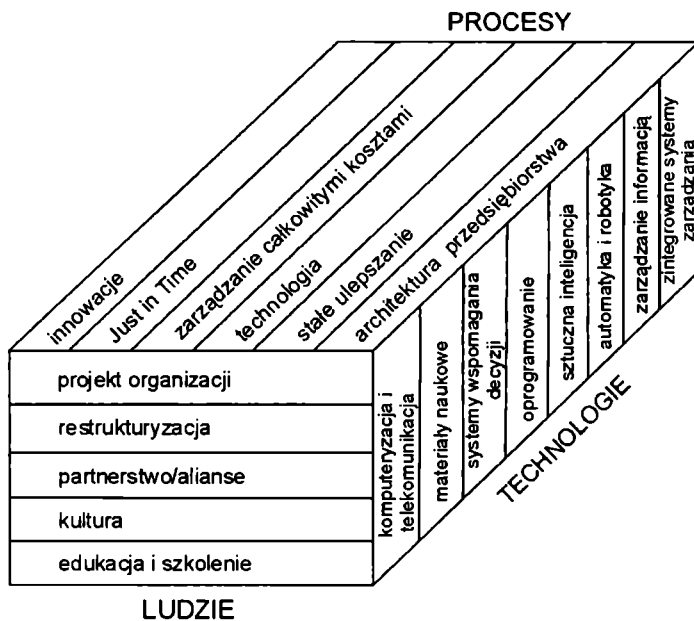 PROCESY
innowacje
Just in Time
zarządzanie całkowitymi kosztami
technologia
stałe ulepszanie
architektura przedsiębiorstwa
projekt organizacji
restrukturyzacja
partnerstwo/alianse
kultura
edukacja i szkolenie
LUDZIE
komputeryzacja i
telekomunikacja
materiały naukowe
systemy wspomagania
decyzji
oprogramowanie
sztuczna inteligencja
automatyka i robotyka
zarządzanie informacją
zintegrowane systemy
zarządzania
TECHNOLOGIE